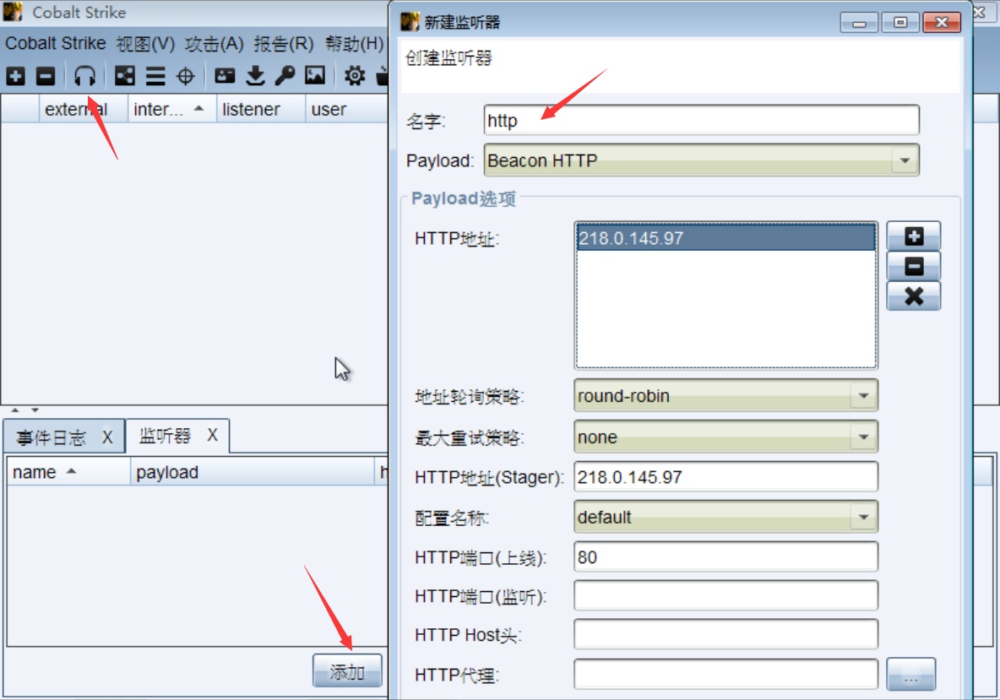 Cobalt Strike
Cobalt Strike 视图(V) 攻击(A) 报告(R) 帮助(H)
external inter... listener user
事件日志 X 监听器 X
name payload h
添加
新建监听器
创建监听器
名字: http
Payload: Beacon HTTP
Payload选项
HTTP地址: 218.0.145.97
地址轮询策略: round-robin
最大重试策略: none
HTTP地址(Stager): 218.0.145.97
配置名称: default
HTTP端口(上线): 80
HTTP端口(监听):
HTTP Host头:
HTTP代理: ...